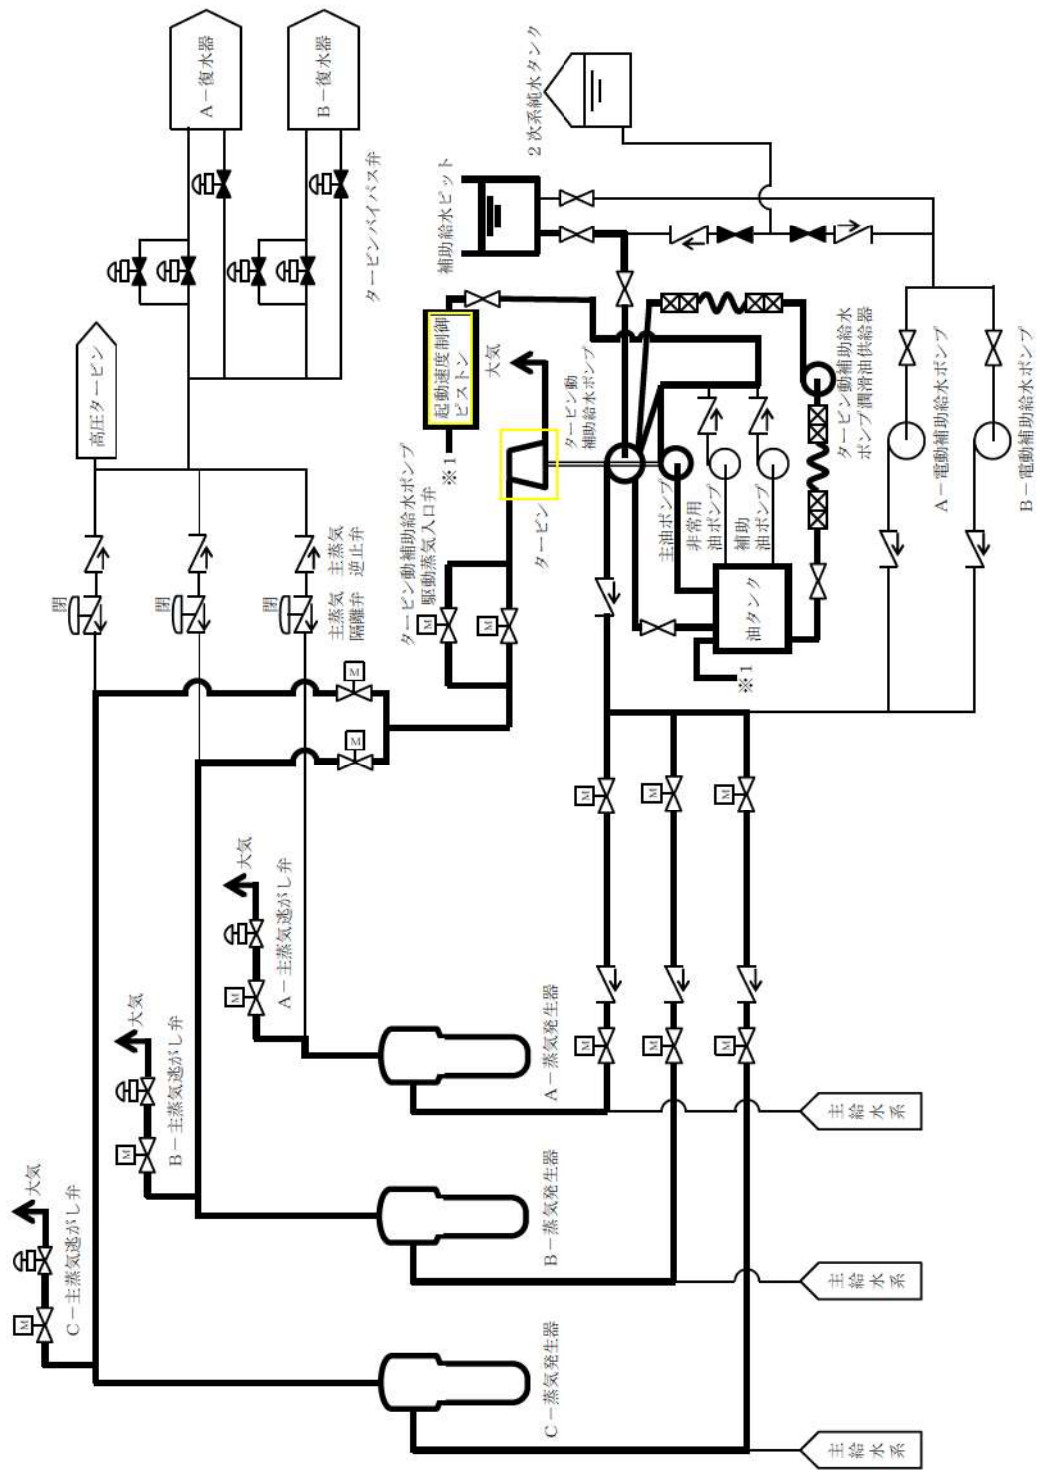 A－復水器
B－復水器
タービンバイパス弁
2次系純水タンク
補助給水ピット
高圧タービン
起動速度制御
ピストン
※1
大気
タービン動
補助給水ポンプ
タービン
タービン動補助給水ポンプ
駆動蒸気入口弁
M
M
主蒸気
逆止弁
主蒸気
隔離弁
閉
閉
閉
M
M
主油ポンプ
非常用
油ポンプ
補助
油ポンプ
油タンク
※1
タービン動補助給水
ポンプ潤滑油供給器
A－電動補助給水ポンプ
B－電動補助給水ポンプ
大気
M
A－主蒸気逃がし弁
大気
M
B－主蒸気逃がし弁
大気
M
C－主蒸気逃がし弁
M
M
M
M
M
M
A－蒸気発生器
B－蒸気発生器
C－蒸気発生器
主
給
水
系
主
給
水
系
主
給
水
系